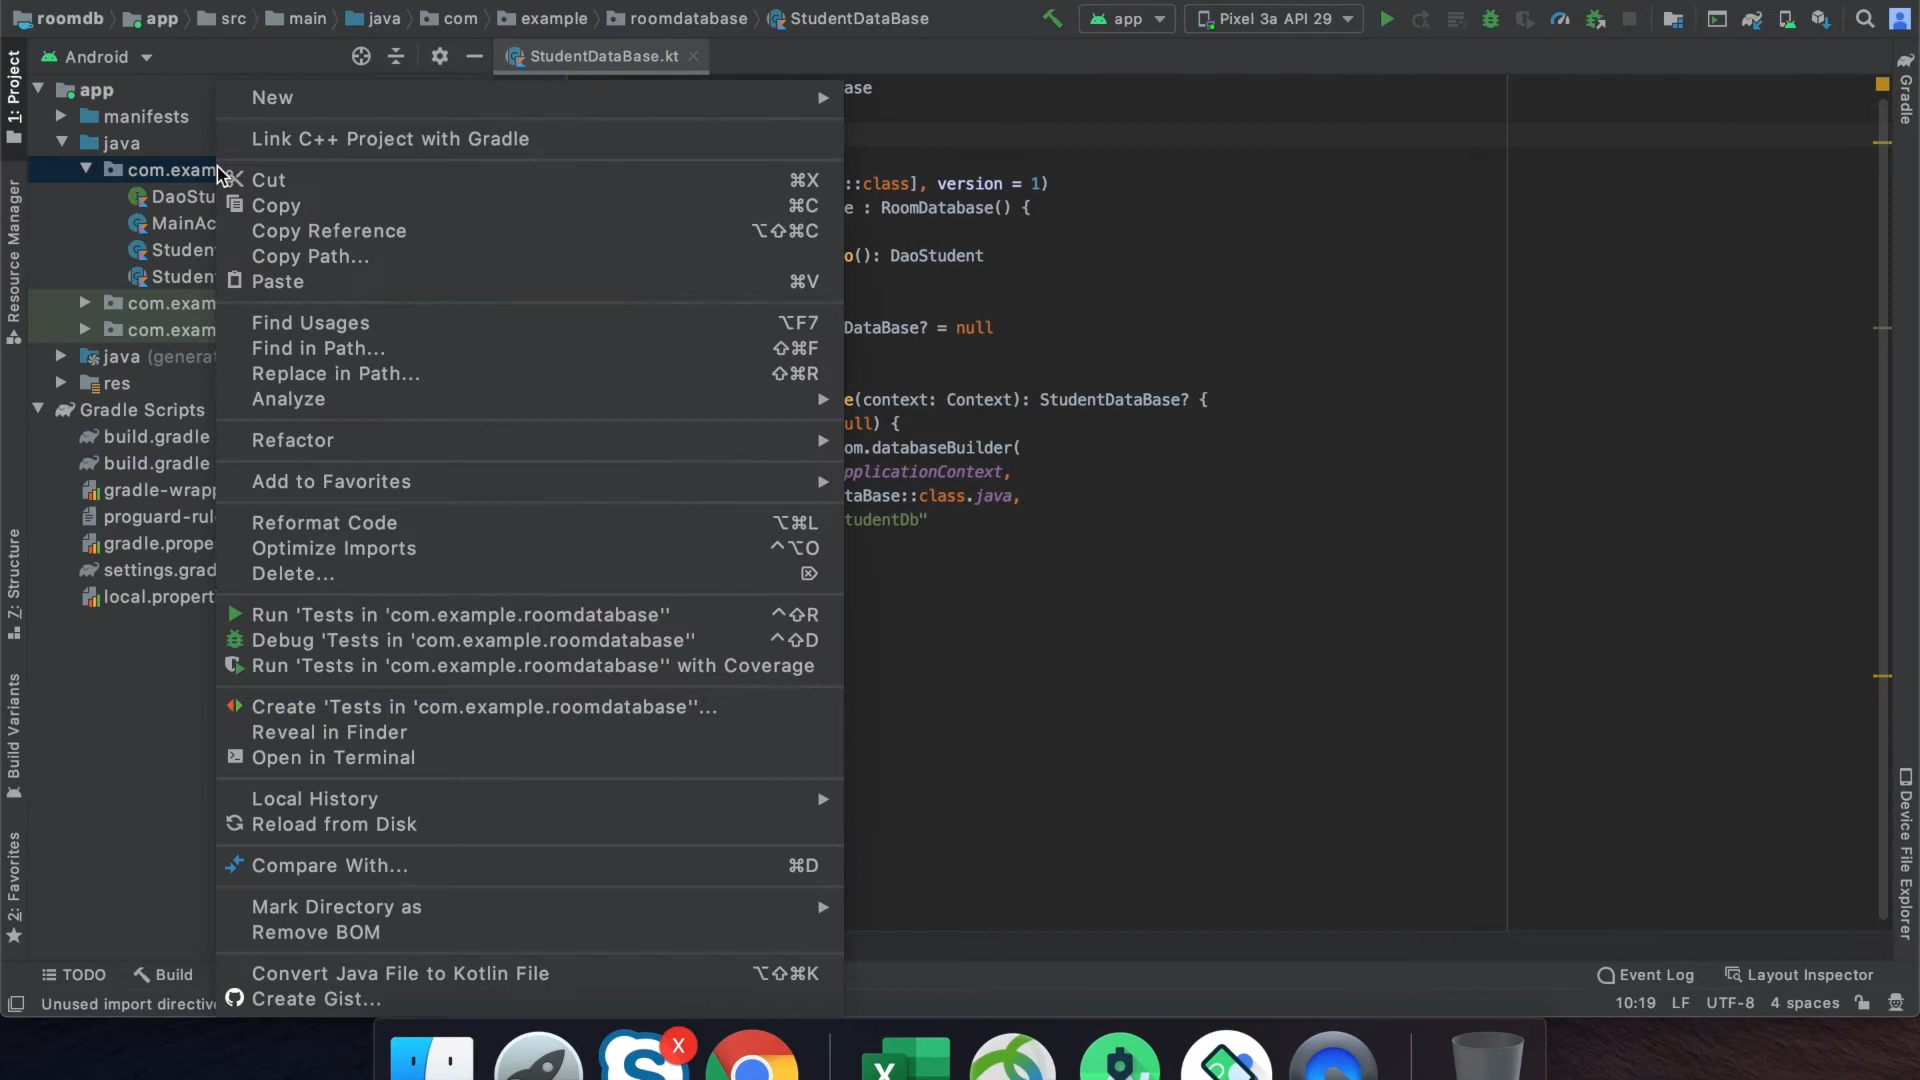 roomdb app src main java com example roomdatabase StudentDataBase app Pixel 3a API 29
Android StudentDataBase.kt
1: Project
Resource Manager
Z: Structure
Build Variants
2: Favorites
app
manifests
java
com.exam
DaoStu
MainAc
Studen
Studen
com.exam
com.exam
java (genera
res
Gradle Scripts
build.gradle
build.gradle
gradle-wrap
proguard-rul
gradle.prope
settings.grad
local.propert
New
Link C++ Project with Gradle
Cut ⌘X
Copy ⌘C
Copy Reference ⌥⇧⌘C
Copy Path...
Paste ⌘V
Find Usages ⌥F7
Find in Path... ⇧⌘F
Replace in Path... ⇧⌘R
Analyze
Refactor
Add to Favorites
Reformat Code ⌥⌘L
Optimize Imports ^⌥O
Delete... ⌦
Run 'Tests in 'com.example.roomdatabase'' ^⇧R
Debug 'Tests in 'com.example.roomdatabase'' ^⇧D
Run 'Tests in 'com.example.roomdatabase'' with Coverage
Create 'Tests in 'com.example.roomdatabase''...
Reveal in Finder
Open in Terminal
Local History
Reload from Disk
Compare With... ⌘D
Mark Directory as
Remove BOM
Convert Java File to Kotlin File ⌥⇧⌘K
Create Gist...
ase
::class], version = 1)
e : RoomDatabase() {
o(): DaoStudent
DataBase? = null
e(context: Context): StudentDataBase? {
ull) {
om.databaseBuilder(
pplicationContext,
taBase::class.java,
tudentDb"
Gradle
Device File Explorer
TODO Build Event Log Layout Inspector
Unused import directiv 10:19 LF UTF-8 4 spaces
X
S
X